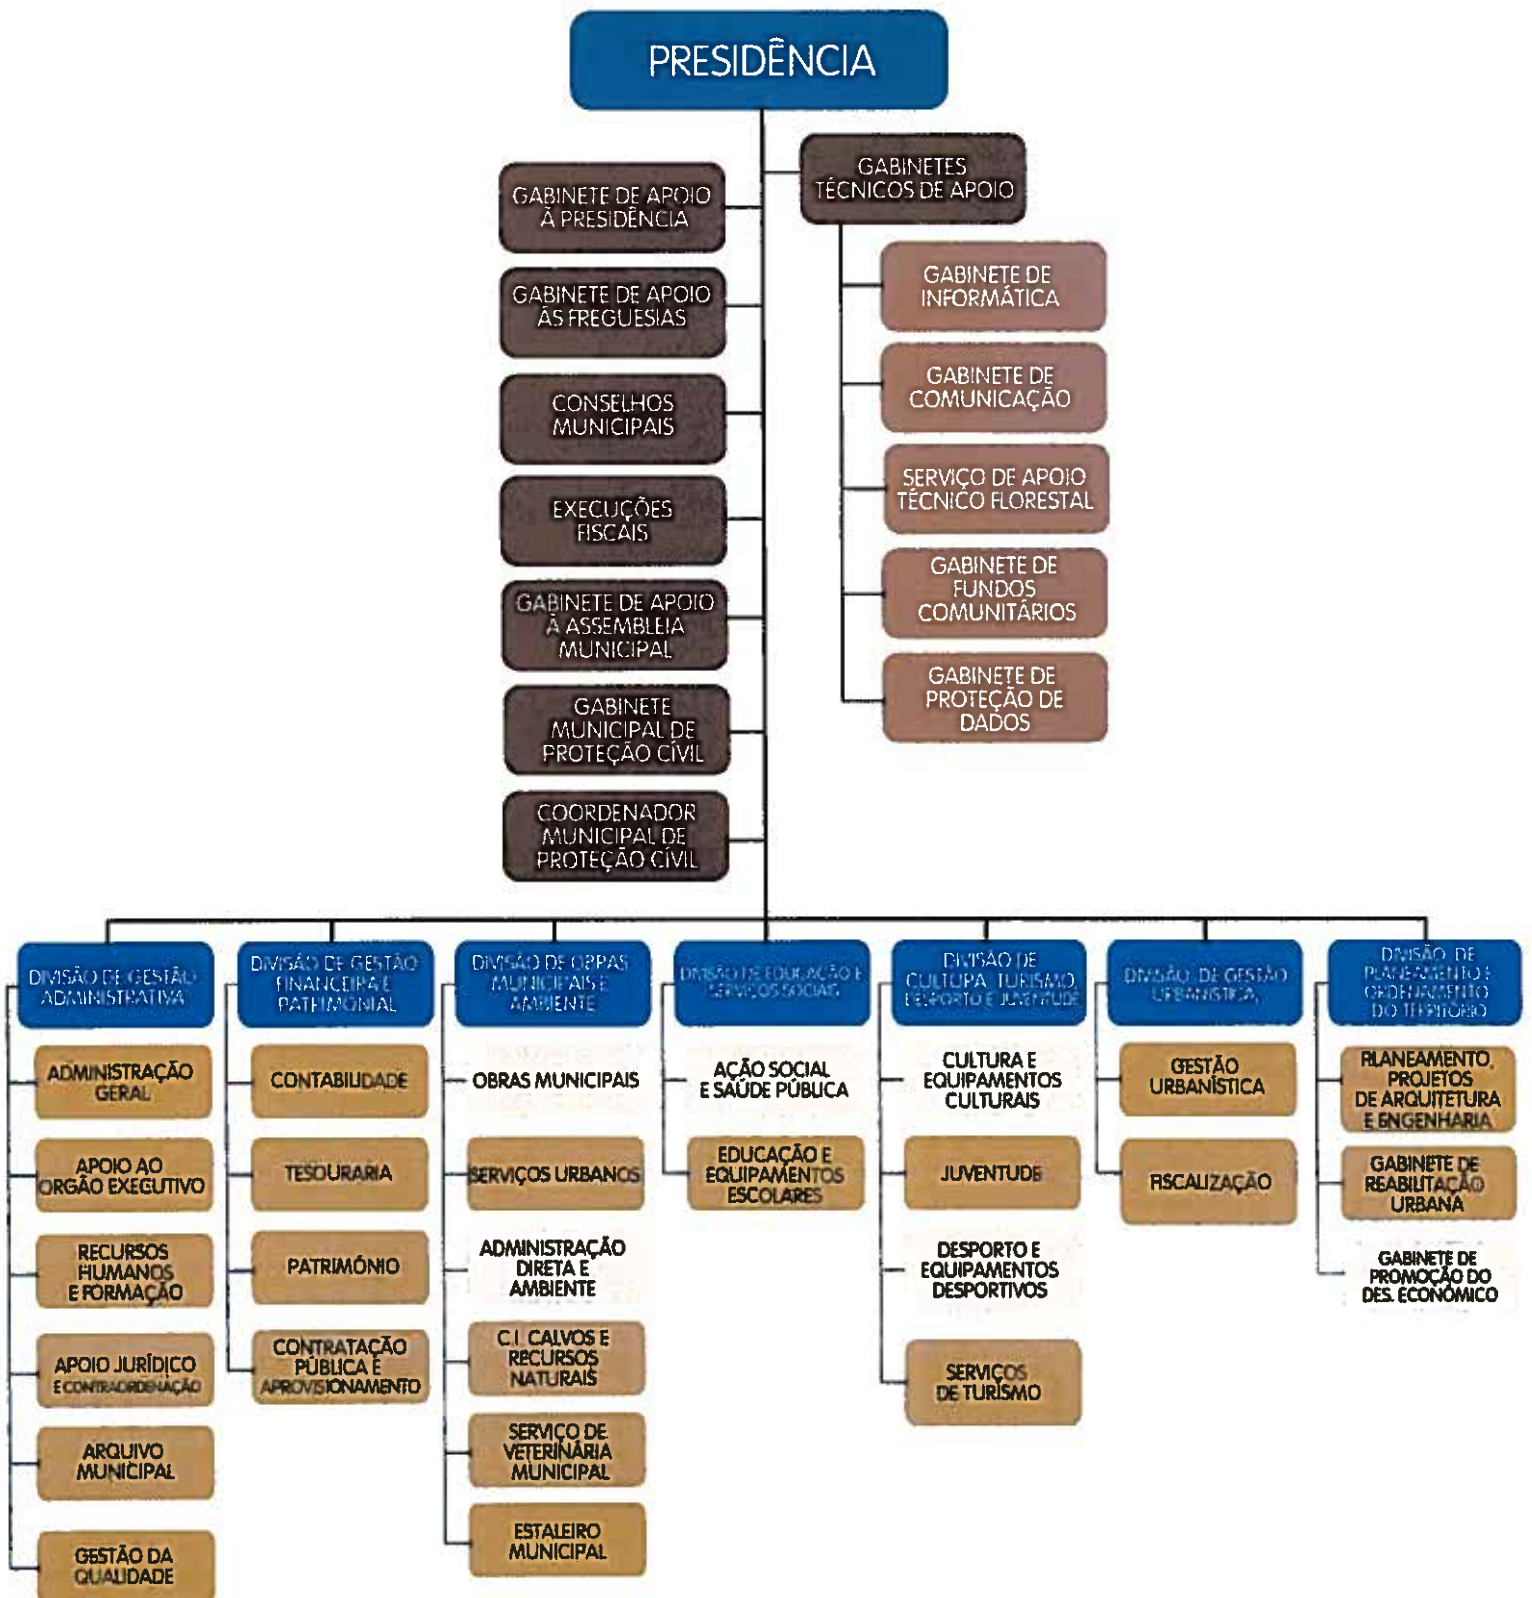 PRESIDÊNCIA
GABINETES
TÉCNICOS DE APOIO
GABINETE DE APOIO
À PRESIDÊNCIA
GABINETE DE APOIO
ÀS FREGUESIAS
CONSELHOS
MUNICIPAIS
EXECUÇÕES
FISCAIS
GABINETE DE APOIO
À ASSEMBLEIA
MUNICIPAL
GABINETE
MUNICIPAL DE
PROTEÇÃO CÍVIL
COORDENADOR
MUNICIPAL DE
PROTEÇÃO CÍVIL
GABINETE DE
INFORMÁTICA
GABINETE DE
COMUNICAÇÃO
SERVIÇO DE APOIO
TÉCNICO FLORESTAL
GABINETE DE
FUNDOS
COMUNITÁRIOS
GABINETE DE
PROTEÇÃO DE
DADOS
DIVISÃO DE GESTÃO
ADMINISTRATIVA
ADMINISTRAÇÃO
GERAL
APOIO AO
ORGÃO EXECUTIVO
RECURSOS
HUMANOS
E FORMAÇÃO
APOIO JURÍDICO
E CONTRAORDENAÇÃO
ARQUIVO
MUNICIPAL
GESTÃO DA
QUALIDADE
DIVISÃO DE GESTÃO
FINANCEIRA E
PATRIMONIAL
CONTABILIDADE
TESOURARIA
PATRIMÓNIO
CONTRATAÇÃO
PÚBLICA E
APROVISIONAMENTO
DIVISÃO DE OBRAS
MUNICIPAIS E
AMBIENTE
OBRAS MUNICIPAIS
SERVIÇOS URBANOS
ADMINISTRAÇÃO
DIRETA E
AMBIENTE
C.I. CALVOS E
RECURSOS
NATURAIS
SERVIÇO DE
VETERINÁRIA
MUNICIPAL
ESTALEIRO
MUNICIPAL
DIVISÃO DE EDUCAÇÃO E
SERVIÇOS SOCIAIS
AÇÃO SOCIAL
E SAÚDE PÚBLICA
EDUCAÇÃO E
EQUIPAMENTOS
ESCOLARES
DIVISÃO DE
CULTURA, TURISMO,
DESPORTO E JUVENTUDE
CULTURA E
EQUIPAMENTOS
CULTURAIS
JUVENTUDE
DESPORTO E
EQUIPAMENTOS
DESPORTIVOS
SERVIÇOS
DE TURISMO
DIVISÃO DE GESTÃO
URBANÍSTICA
GESTÃO
URBANÍSTICA
FISCALIZAÇÃO
DIVISÃO DE
PLANEAMENTO E
ORDENAMENTO
DO TERRITÓRIO
PLANEAMENTO,
PROJETOS
DE ARQUITETURA
E ENGENHARIA
GABINETE DE
REABILITAÇÃO
URBANA
GABINETE DE
PROMOÇÃO DO
DES. ECONÓMICO